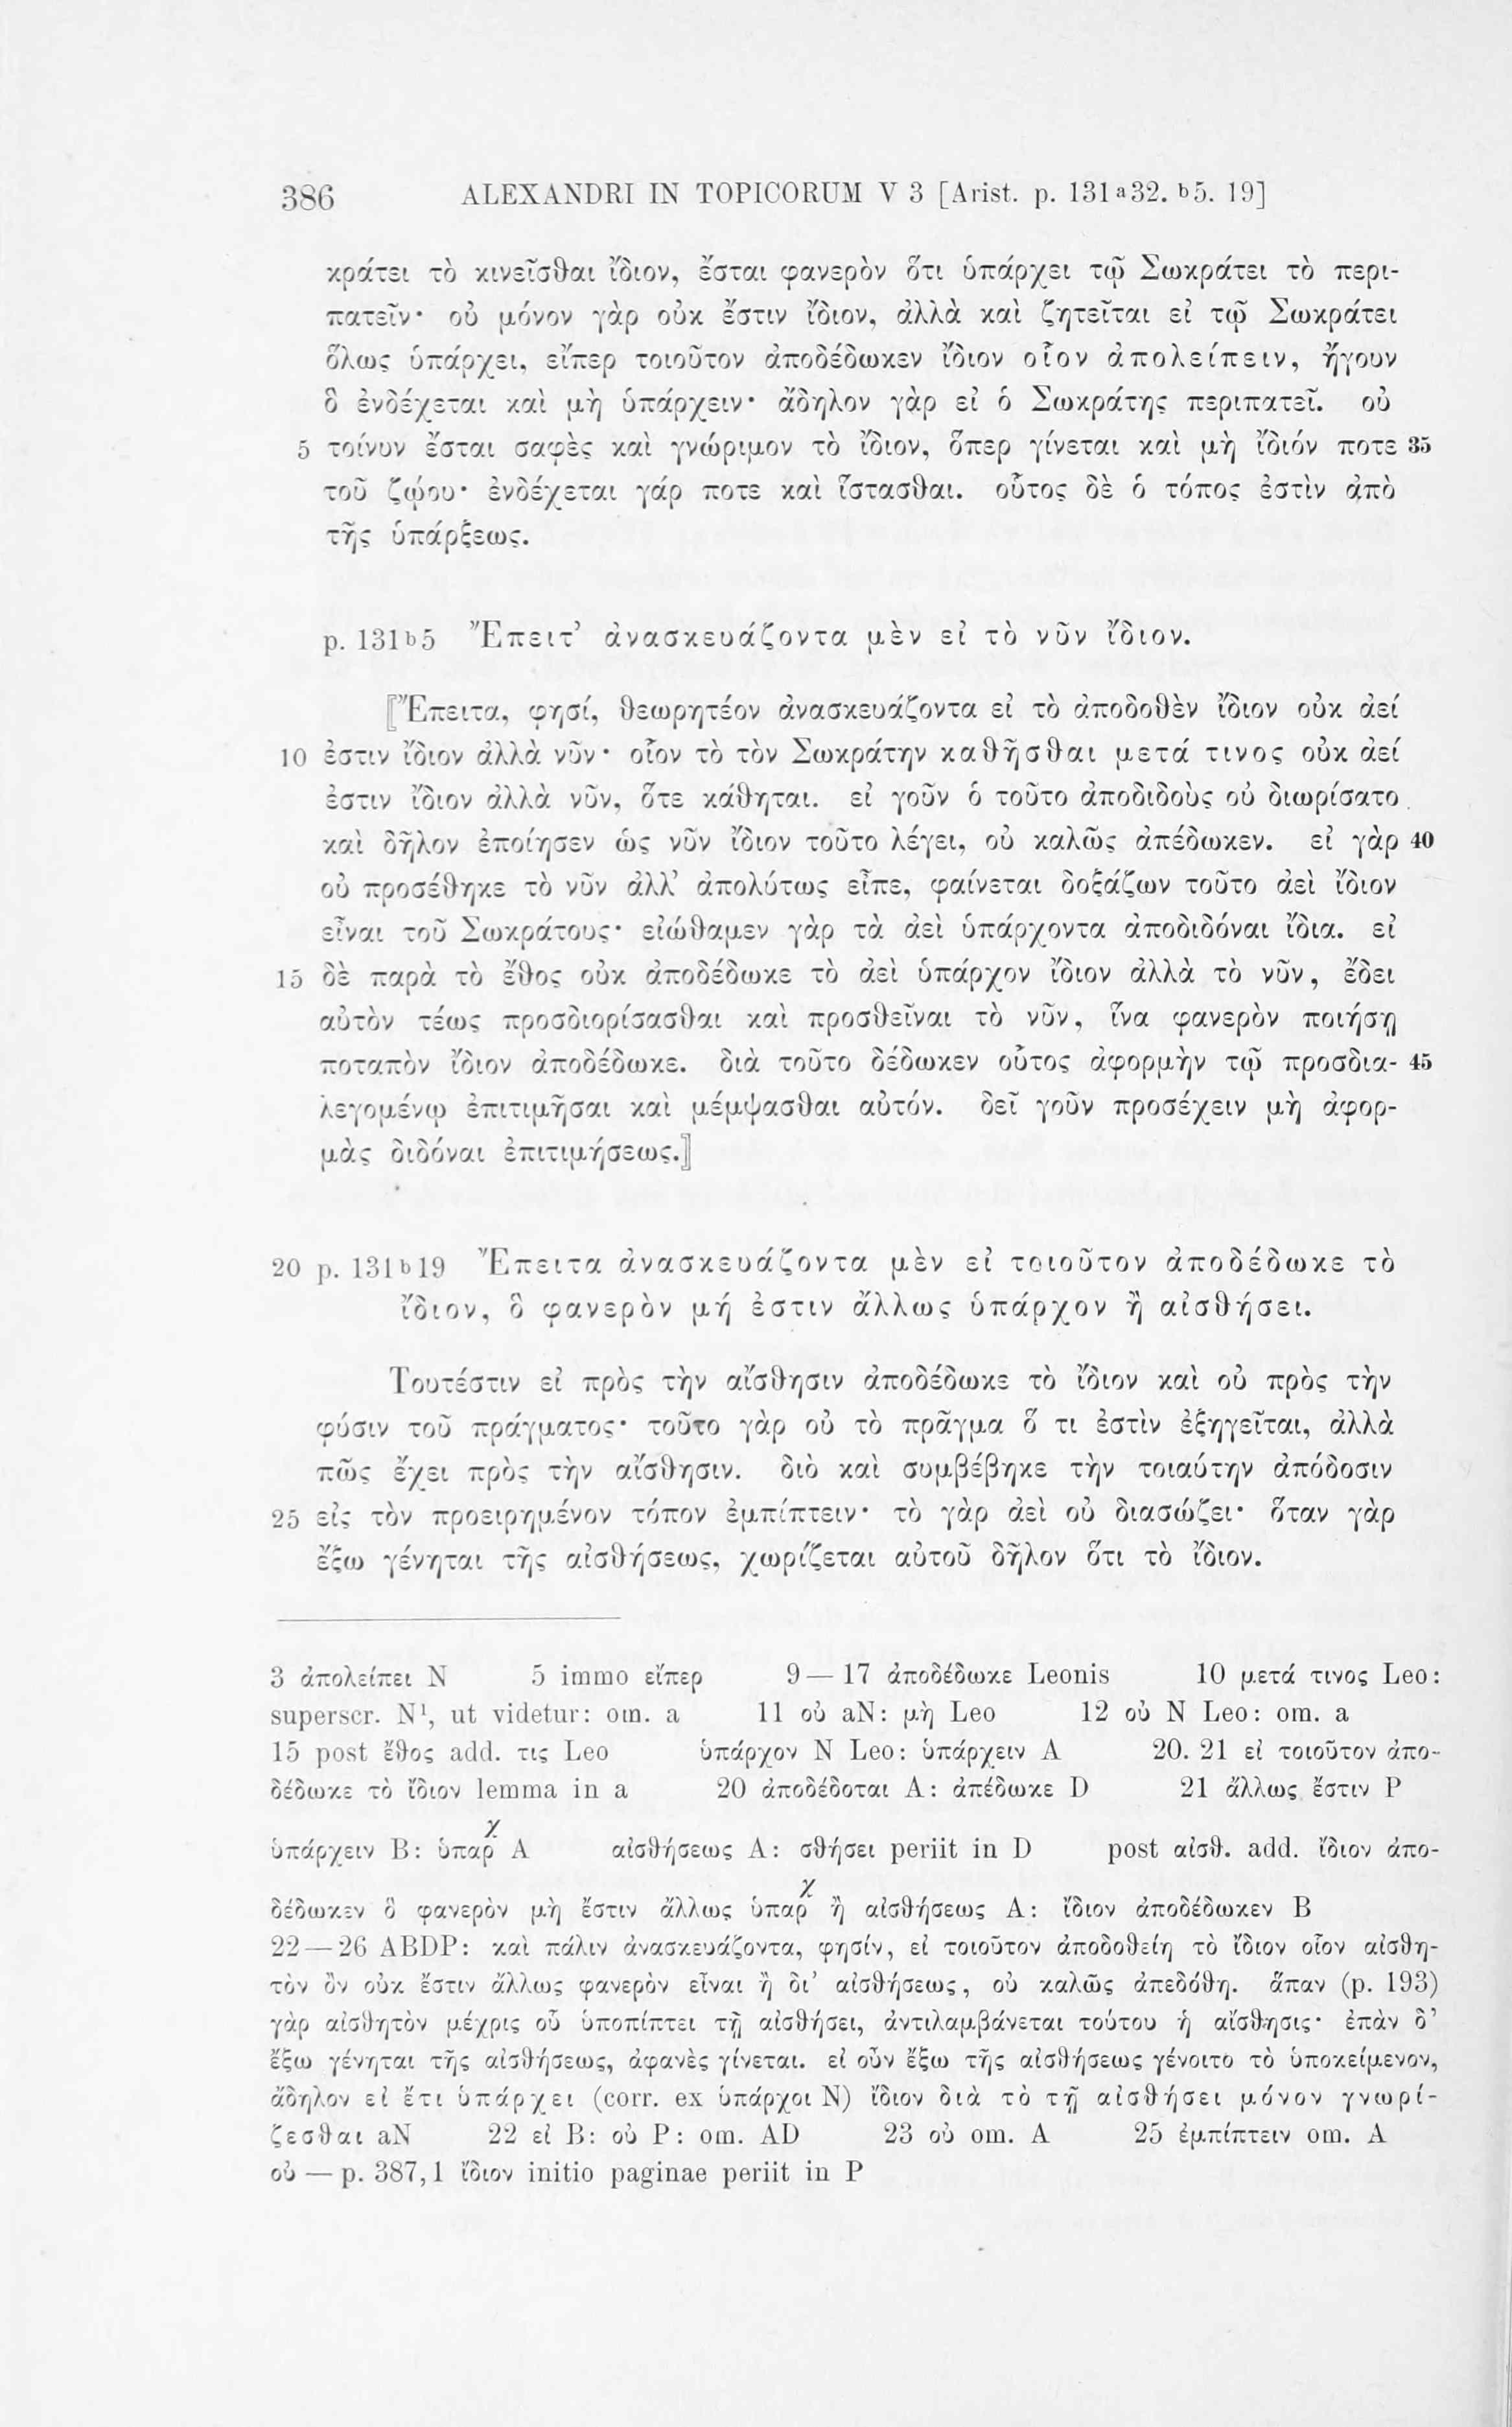 386 ALEXANDRI IN TOPICORUM V 3 [Arist. p. 131a32. b5. 19]
κράτει τὸ κινεῖσθαι ἴδιον, ἔσται φανερὸν ὅτι ὑπάρχει τῷ Σωκράτει τὸ περι-
πατεῖν· οὐ μόνον γὰρ οὐκ ἔστιν ἴδιον, ἀλλὰ καὶ ζητεῖται εἰ τῷ Σωκράτει
ὅλως ὑπάρχει, εἴπερ τοιοῦτον ἀποδέδωκεν ἴδιον οἷον ἀπολείπειν, ἤγουν
ὃ ἐνδέχεται καὶ μὴ ὑπάρχειν· ἄδηλον γὰρ εἰ ὁ Σωκράτης περιπατεῖ. οὐ
5 τοίνυν ἔσται σαφὲς καὶ γνώριμον τὸ ἴδιον, ὅπερ γίνεται καὶ μὴ ἴδιόν ποτε 35
τοῦ ζῴου· ἐνδέχεται γάρ ποτε καὶ ἵστασθαι. οὗτος δὲ ὁ τόπος ἐστὶν ἀπὸ
τῆς ὑπάρξεως.
p. 131b5 Ἔπειτ’ ἀνασκευάζοντα μὲν εἰ τὸ νῦν ἴδιον.
⟦Ἔπειτα, φησί, θεωρητέον ἀνασκευάζοντα εἰ τὸ ἀποδοθὲν ἴδιον οὐκ ἀεί
10 ἐστιν ἴδιον ἀλλὰ νῦν· οἷον τὸ τὸν Σωκράτην καθῆσθαι μετά τινος οὐκ ἀεί
ἐστιν ἴδιον ἀλλὰ νῦν, ὅτε κάθηται. εἰ γοῦν ὁ τοῦτο ἀποδιδοὺς οὐ διωρίσατο
καὶ δῆλον ἐποίησεν ὡς νῦν ἴδιον τοῦτο λέγει, οὐ καλῶς ἀπέδωκεν. εἰ γὰρ 40
οὐ προσέθηκε τὸ νῦν ἀλλ’ ἀπολύτως εἶπε, φαίνεται δοξάζων τοῦτο ἀεὶ ἴδιον
εἶναι τοῦ Σωκράτους· εἰώθαμεν γὰρ τὰ ἀεὶ ὑπάρχοντα ἀποδιδόναι ἴδια. εἰ
15 δὲ παρὰ τὸ ἔθος οὐκ ἀποδέδωκε τὸ ἀεὶ ὑπάρχον ἴδιον ἀλλὰ τὸ νῦν, ἔδει
αὐτὸν τέως προσδιορίσασθαι καὶ προσθεῖναι τὸ νῦν, ἵνα φανερὸν ποιήσῃ
ποταπὸν ἴδιον ἀποδέδωκε. διὰ τοῦτο δέδωκεν οὗτος ἀφορμὴν τῷ προσδια- 45
λεγομένῳ ἐπιτιμῆσαι καὶ μέμψασθαι αὐτόν. δεῖ γοῦν προσέχειν μὴ ἀφορ-
μὰς διδόναι ἐπιτιμήσεως.⟧
20 p. 131b19 Ἔπειτα ἀνασκευάζοντα μὲν εἰ τοιοῦτον ἀποδέδωκε τὸ
ἴδιον, ὃ φανερὸν μή ἐστιν ἄλλως ὑπάρχον ἢ αἰσθήσει.
Τουτέστιν εἰ πρὸς τὴν αἴσθησιν ἀποδέδωκε τὸ ἴδιον καὶ οὐ πρὸς τὴν
φύσιν τοῦ πράγματος· τοῦτο γὰρ οὐ τὸ πρᾶγμα ὅ τι ἐστὶν ἐξηγεῖται, ἀλλὰ
πῶς ἔχει πρὸς τὴν αἴσθησιν. διὸ καὶ συμβέβηκε τὴν τοιαύτην ἀπόδοσιν
25 εἰς τὸν προειρημένον τόπον ἐμπίπτειν· τὸ γὰρ ἀεὶ οὐ διασώζει· ὅταν γὰρ
ἔξω γένηται τῆς αἰσθήσεως, χωρίζεται αὐτοῦ δῆλον ὅτι τὸ ἴδιον.
3 ἀπολείπει N 5 immo εἴπερ 9—17 ἀποδέδωκε Leonis 10 μετά τινος Leo:
superscr. N¹, ut videtur: om. a 11 οὐ aN: μὴ Leo 12 οὐ N Leo: om. a
15 post ἔθος add. τις Leo ὑπάρχον N Leo: ὑπάρχειν A 20. 21 εἰ τοιοῦτον ἀπο-
δέδωκε τὸ ἴδιον lemma in a 20 ἀποδέδοται A: ἀπέδωκε D 21 ἄλλως ἔστιν P
ὑπάρχειν B: ὑπαρχ A αἰσθήσεως A: σθήσει periit in D post αἰσθ. add. ἴδιον ἀπο-
δέδωκεν ὃ φανερὸν μὴ ἔστιν ἄλλως ὑπαρχ ἢ αἰσθήσεως A: ἴδιον ἀποδέδωκεν B
22—26 ABDP: καὶ πάλιν ἀνασκευάζοντα, φησίν, εἰ τοιοῦτον ἀποδοθείη τὸ ἴδιον οἷον αἰσθη-
τὸν ὂν οὐκ ἔστιν ἄλλως φανερὸν εἶναι ἢ δι’ αἰσθήσεως, οὐ καλῶς ἀπεδόθη. ἅπαν (p. 193)
γὰρ αἰσθητὸν μέχρις οὗ ὑποπίπτει τῇ αἰσθήσει, ἀντιλαμβάνεται τούτου ἡ αἴσθησις· ἐπὰν δ’
ἔξω γένηται τῆς αἰσθήσεως, ἀφανὲς γίνεται. εἰ οὖν ἔξω τῆς αἰσθήσεως γένοιτο τὸ ὑποκείμενον,
ἄδηλον εἰ ἔτι ὑπάρχει (corr. ex ὑπάρχοι N) ἴδιον διὰ τὸ τῇ αἰσθήσει μόνον γνωρί-
ζεσθαι aN 22 εἰ B: οὐ P: om. AD 23 οὐ om. A 25 ἐμπίπτειν om. A
οὐ — p. 387,1 ἴδιον initio paginae periit in P